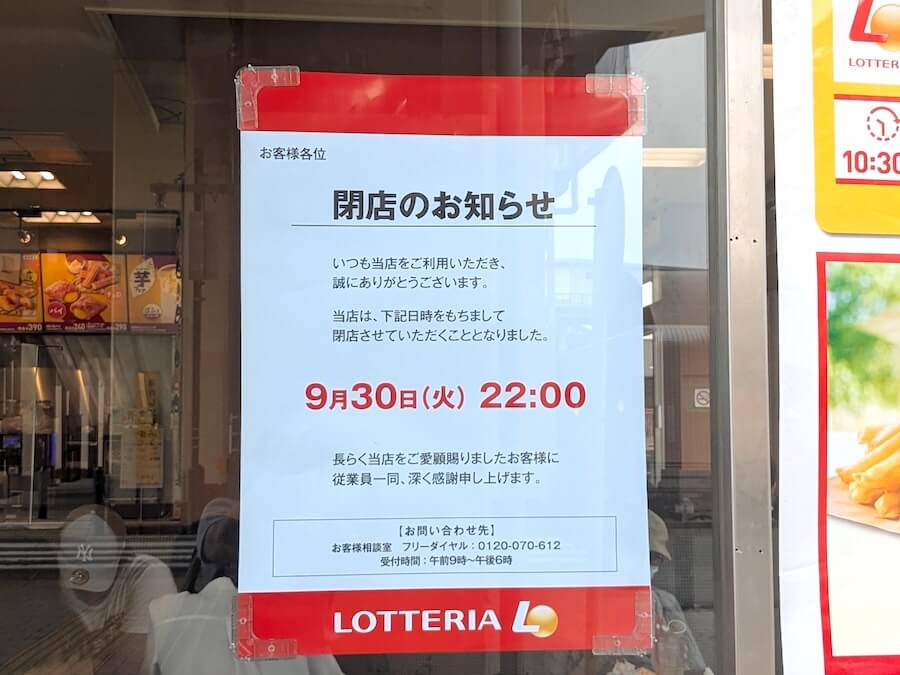 お客様各位
閉店のお知らせ
いつも当店をご利用いただき、
誠にありがとうございます。
当店は、下記日時をもちまして
閉店させていただくこととなりました。
9月30日(火) 22:00
長らく当店をご愛顧賜りましたお客様に
従業員一同、深く感謝申し上げます。
【お問い合わせ先】
お客様相談室 フリーダイヤル:0120-070-612
受付時間:午前9時〜午後6時
LOTTERIA
LOTTERIA
10:30
パイ
芋
390
240
NY